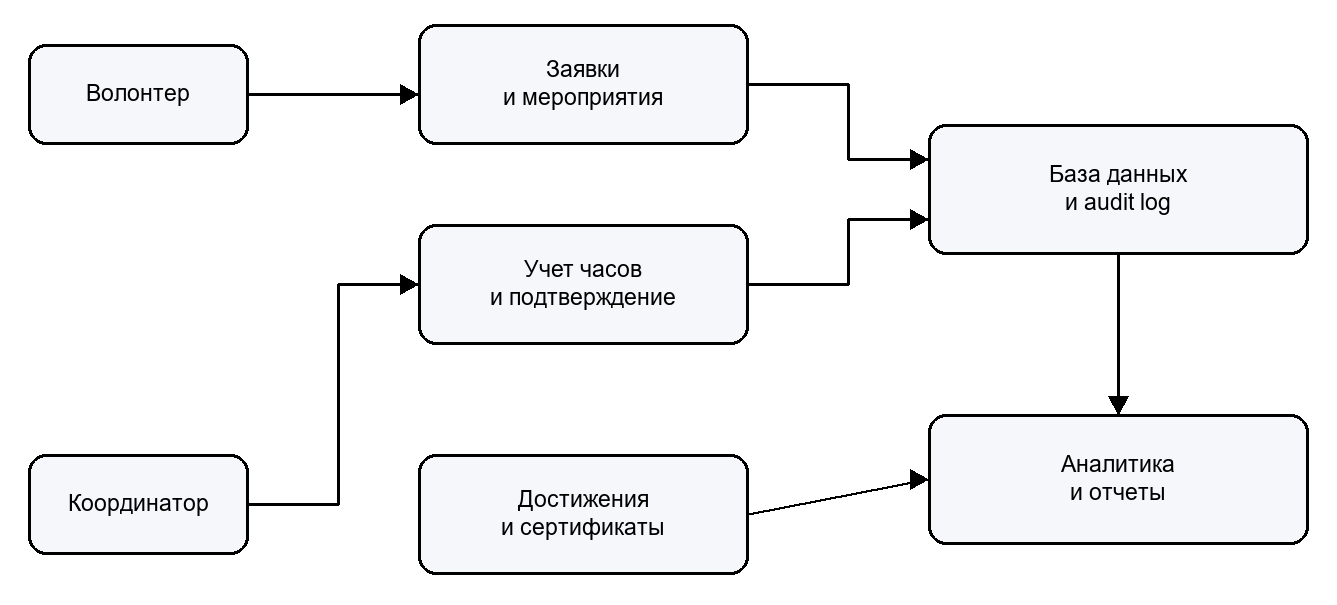 Волонтер
Заявки
и мероприятия
База данных
и audit log
Учет часов
и подтверждение
Координатор
Достижения
и сертификаты
Аналитика
и отчеты